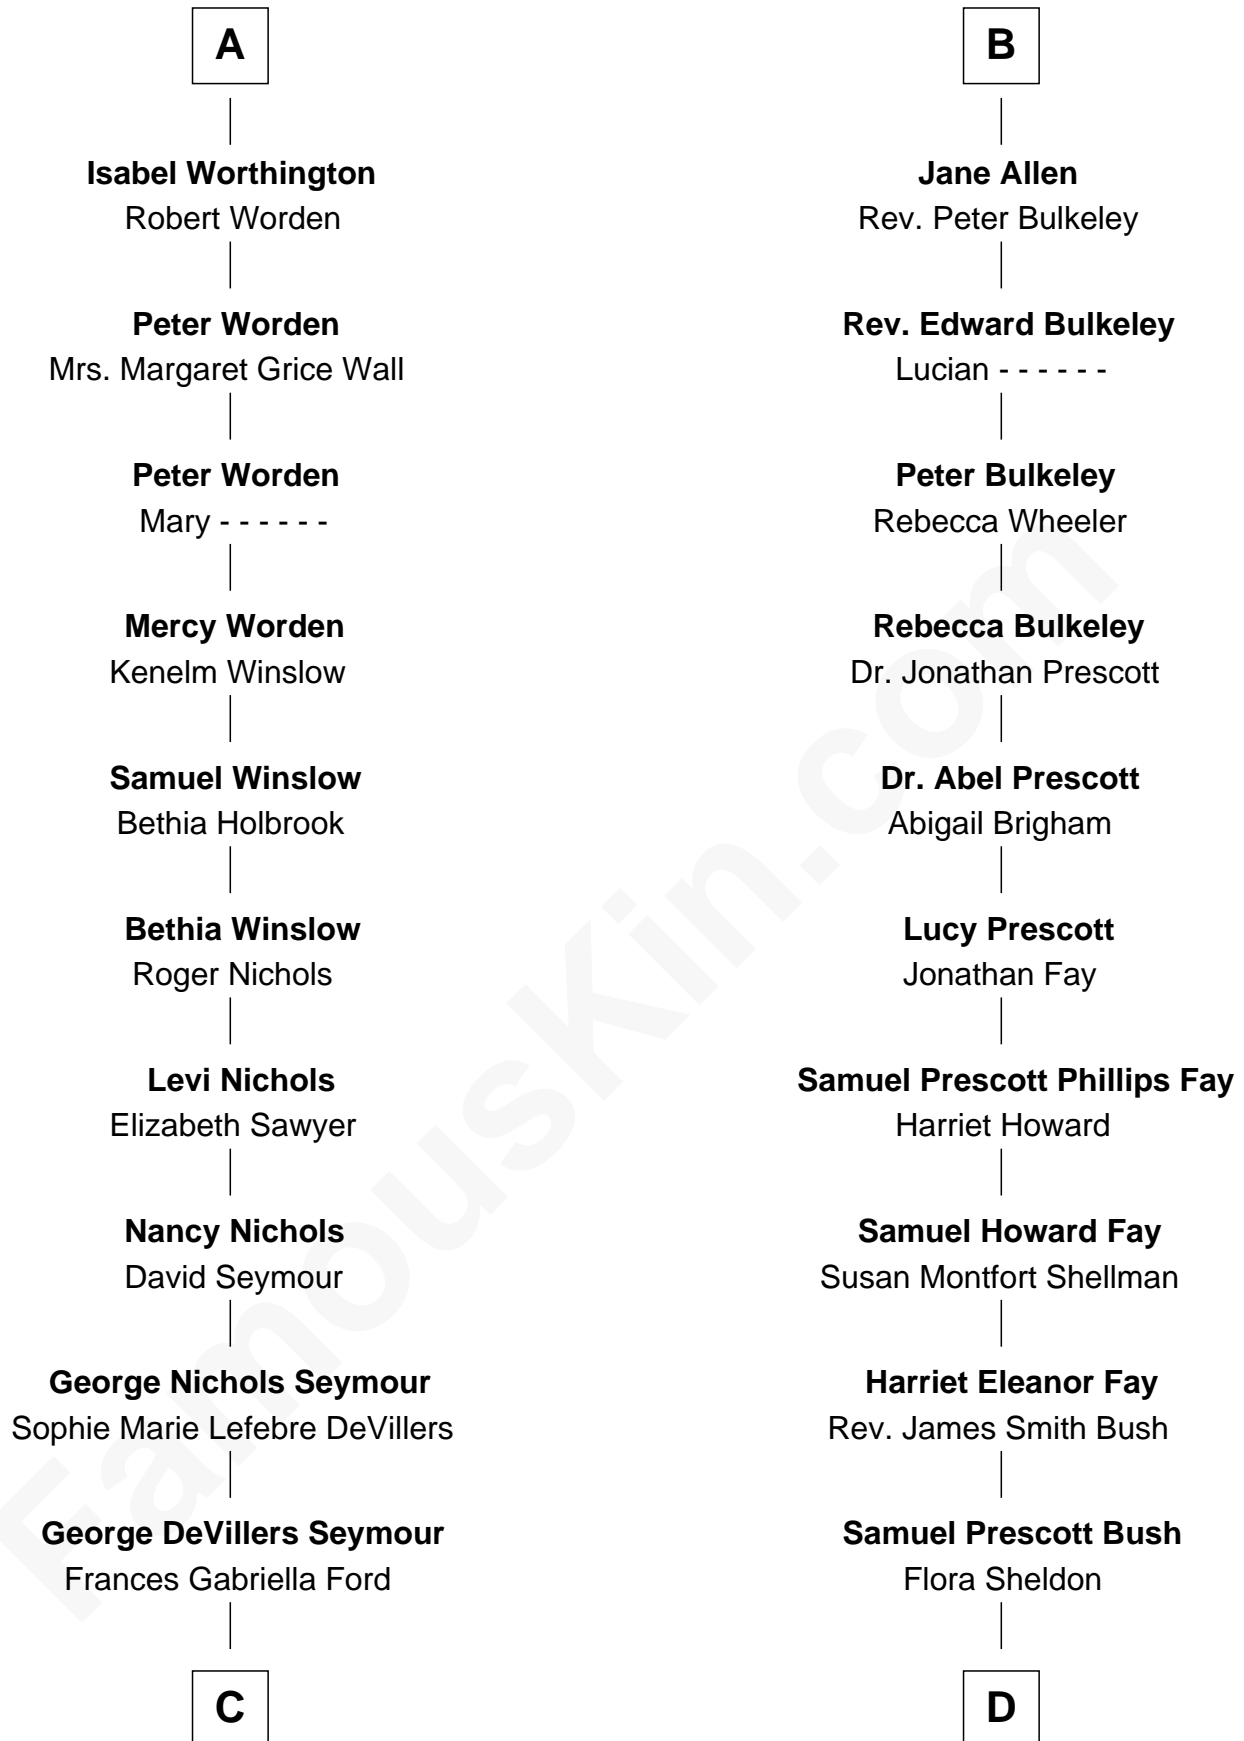 A
Isabel Worthington
Robert Worden
Peter Worden
Mrs. Margaret Grice Wall
Peter Worden
Mary - - - - - -
Mercy Worden
Kenelm Winslow
Samuel Winslow
Bethia Holbrook
Bethia Winslow
Roger Nichols
Levi Nichols
Elizabeth Sawyer
Nancy Nichols
David Seymour
George Nichols Seymour
Sophie Marie Lefebre DeVillers
George DeVillers Seymour
Frances Gabriella Ford
C
B
Jane Allen
Rev. Peter Bulkeley
Rev. Edward Bulkeley
Lucian - - - - - -
Peter Bulkeley
Rebecca Wheeler
Rebecca Bulkeley
Dr. Jonathan Prescott
Dr. Abel Prescott
Abigail Brigham
Lucy Prescott
Jonathan Fay
Samuel Prescott Phillips Fay
Harriet Howard
Samuel Howard Fay
Susan Montfort Shellman
Harriet Eleanor Fay
Rev. James Smith Bush
Samuel Prescott Bush
Flora Sheldon
D
FamousKin.com